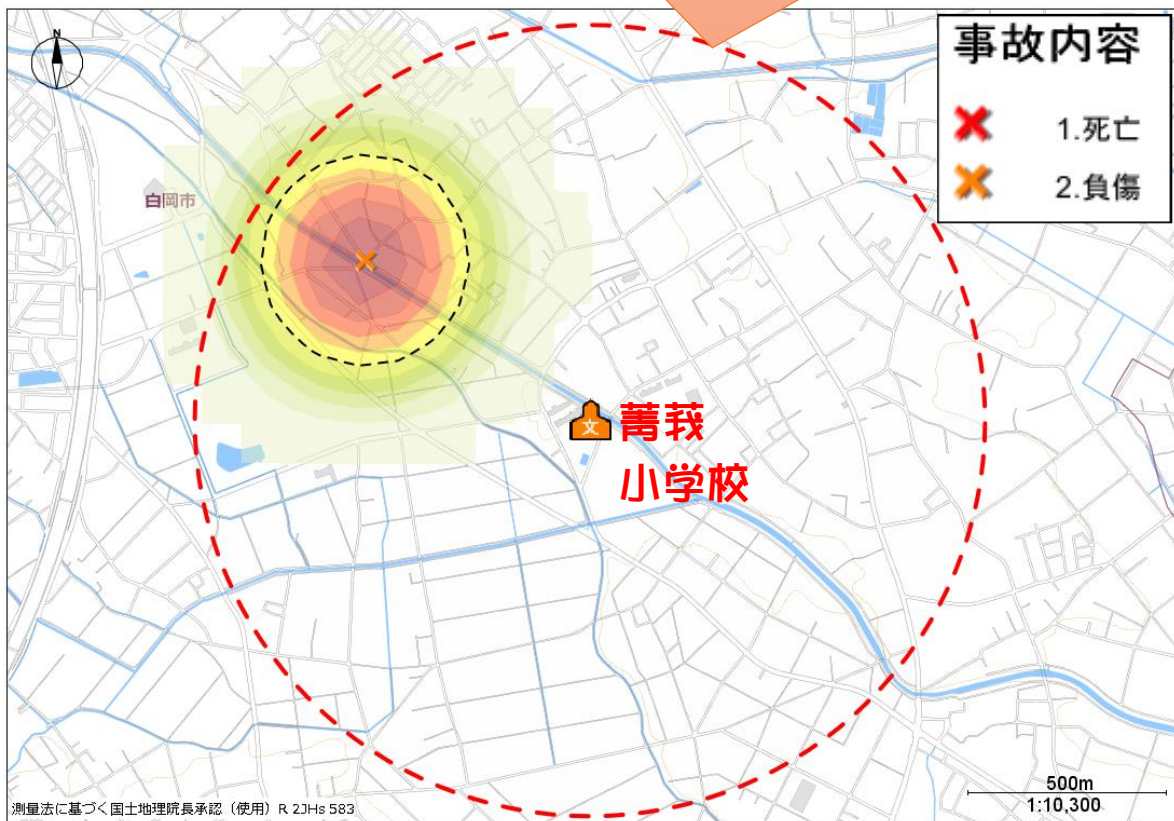 N
事故内容
1.死亡
2.負傷
白岡市
文
菁莪
小学校
500m
1:10,300
測量法に基づく国土地理院長承認（使用）R 2JHs 583